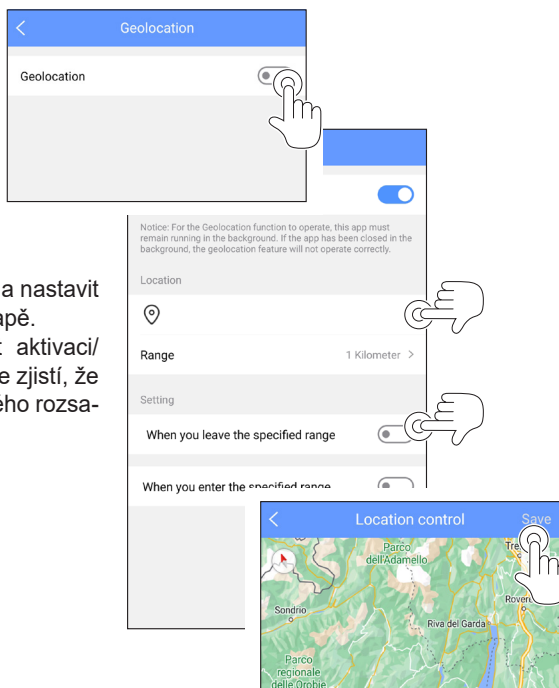 Geolocation
Geolocation
Notice: For the Geolocation function to operate, this app must
remain running in the background. If the app has been closed in the
background, the geolocation feature will not operate correctly.
Location
a nastavit
apě.
t aktivaci/
e zjistí, že
ého rozsa-
Range 1 Kilometer >
Setting
When you leave the specified range
When you enter the specified range
Location control Save
Parco
dell'Adamello
Tre
Sondrio
Rover
Riva del Garda
Parco
regionale
delle Orobie